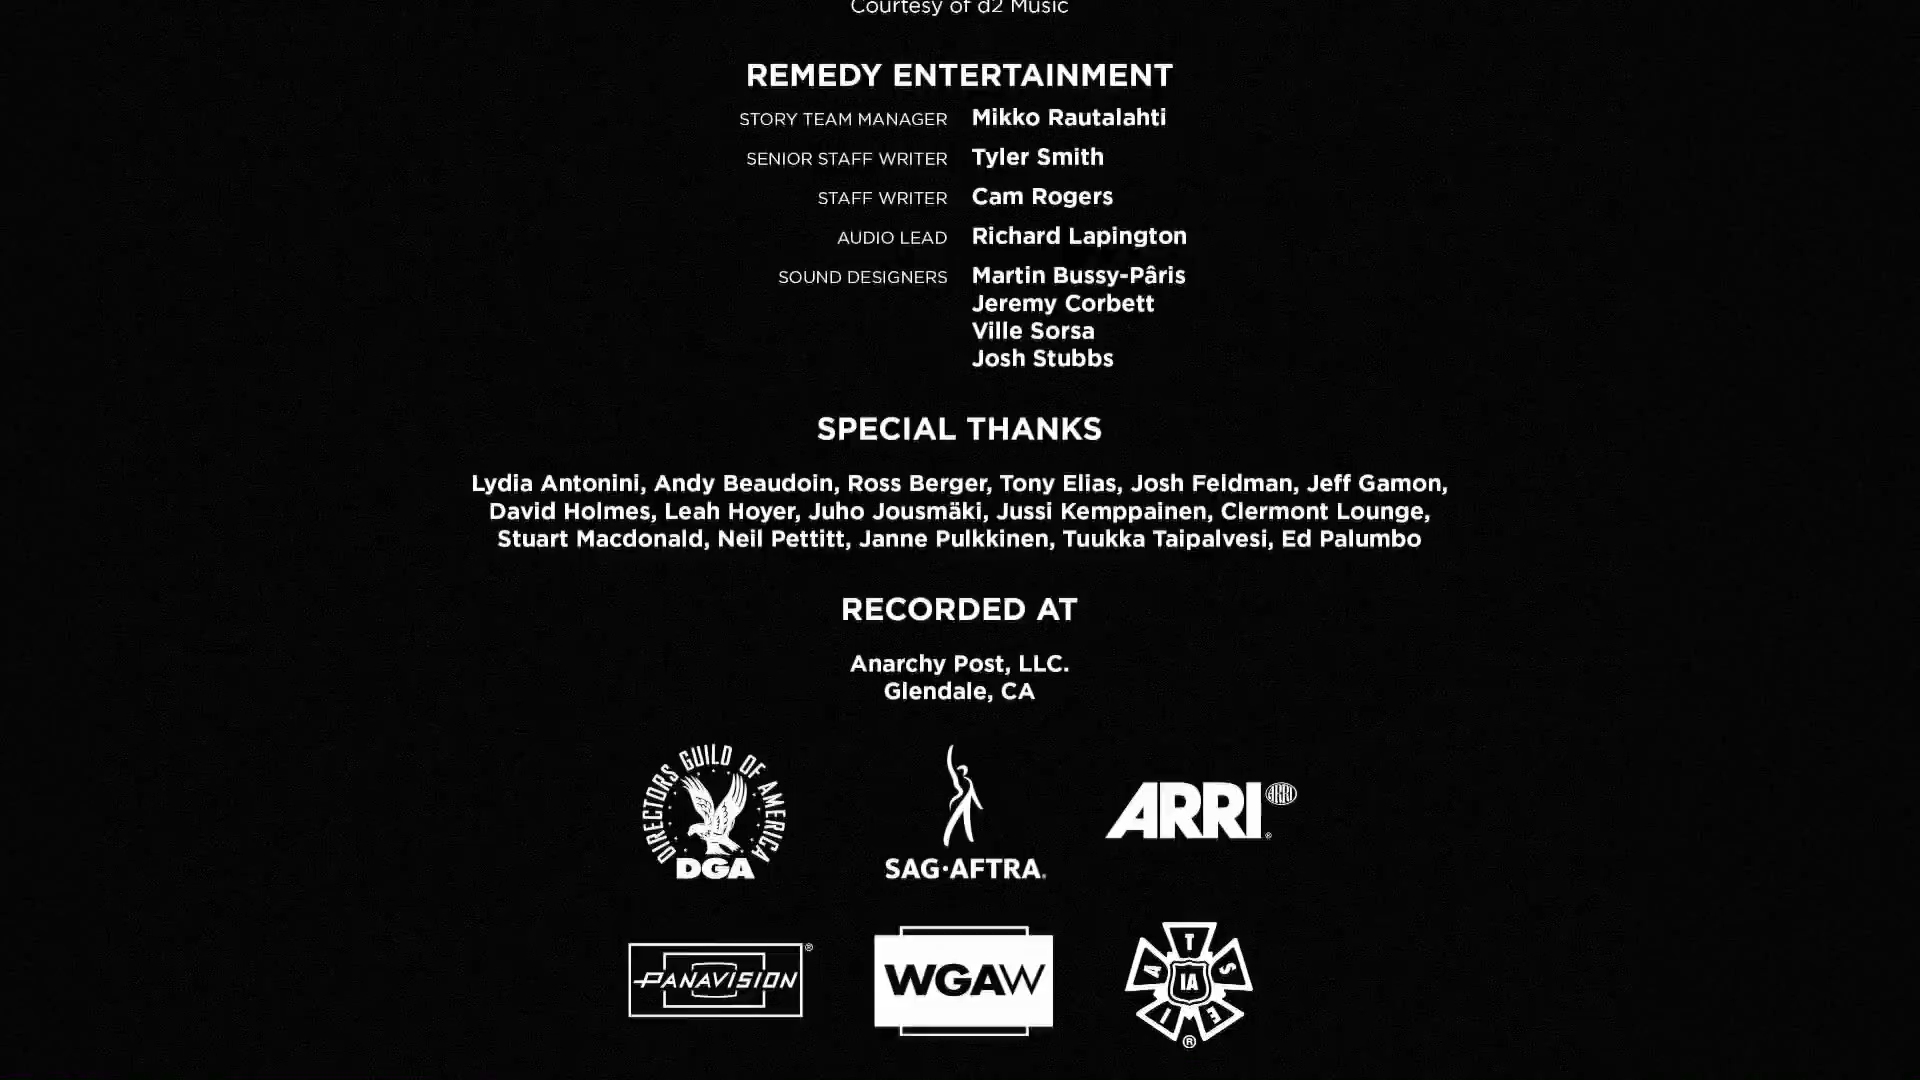 Courtesy of d2 Music
REMEDY ENTERTAINMENT
STORY TEAM MANAGER Mikko Rautalahti
SENIOR STAFF WRITER Tyler Smith
STAFF WRITER Cam Rogers
AUDIO LEAD Richard Lapington
SOUND DESIGNERS Martin Bussy-Pâris
Jeremy Corbett
Ville Sorsa
Josh Stubbs
SPECIAL THANKS
Lydia Antonini, Andy Beaudoin, Ross Berger, Tony Elias, Josh Feldman, Jeff Gamon,
David Holmes, Leah Hoyer, Juho Jousmäki, Jussi Kemppainen, Clermont Lounge,
Stuart Macdonald, Neil Pettitt, Janne Pulkkinen, Tuukka Taipalvesi, Ed Palumbo
RECORDED AT
Anarchy Post, LLC.
Glendale, CA
DIRECTORS GUILD OF AMERICA
DGA
SAG·AFTRA®
ARRI® ARRI
PANAVISION®
WGAW
I A T S E
IA
®